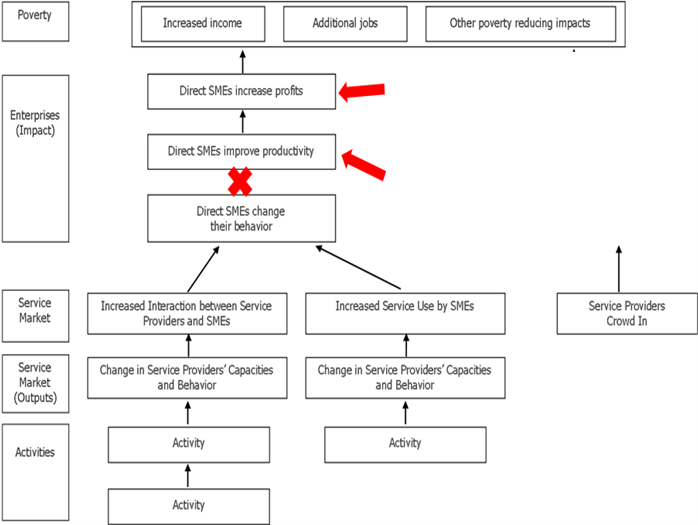 Poverty
Increased income
Additional jobs
Other poverty reducing impacts
Enterprises
(Impact)
Direct SMEs increase profits
Direct SMEs improve productivity
Direct SMEs change
their behavior
Service
Market
Increased Interaction between Service
Providers and SMEs
Increased Service Use by SMEs
Service Providers
Crowd In
Service
Market
(Outputs)
Change in Service Providers' Capacities
and Behavior
Change in Service Providers' Capacities
and Behavior
Activities
Activity
Activity
Activity